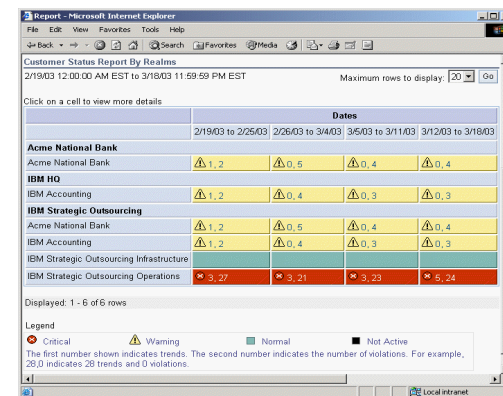 Report - Microsoft Internet Explorer
File Edit View Favorites Tools Help
Back Search Favorites Media
Customer Status Report By Realms
2/19/03 12:00:00 AM EST to 3/18/03 11:59:59 PM EST Maximum rows to display: 20 Go
Click on a cell to view more details
Dates
2/19/03 to 2/25/03 2/26/03 to 3/4/03 3/5/03 to 3/11/03 3/12/03 to 3/18/03
Acme National Bank
Acme National Bank 1, 2 0, 5 0, 4 0, 4
IBM HQ
IBM Accounting 1, 2 0, 4 0, 3 0, 3
IBM Strategic Outsourcing
Acme National Bank 1, 2 0, 5 0, 4 0, 4
IBM Accounting 1, 2 0, 4 0, 3 0, 3
IBM Strategic Outsourcing Infrastructure
IBM Strategic Outsourcing Operations 3, 27 3, 21 3, 23 5, 24
Displayed: 1 - 6 of 6 rows
Legend
Critical Warning Normal Not Active
The first number shown indicates trends. The second number indicates the number of violations. For example,
28,0 indicates 28 trends and 0 violations.
Local intranet